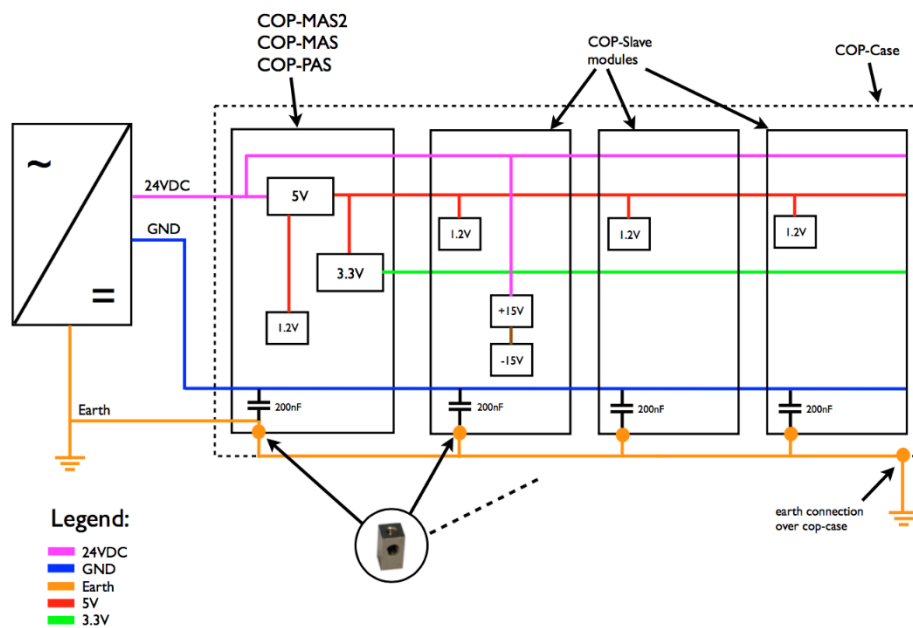 COP-MAS2
COP-MAS
COP-PAS
COP-Slave
modules
COP-Case
~
24VDC
GND
=
5V
3.3V
1.2V
1.2V
1.2V
1.2V
+15V
-15V
200nF
200nF
200nF
200nF
Earth
earth connection
over cop-case
Legend:
24VDC
GND
Earth
5V
3.3V